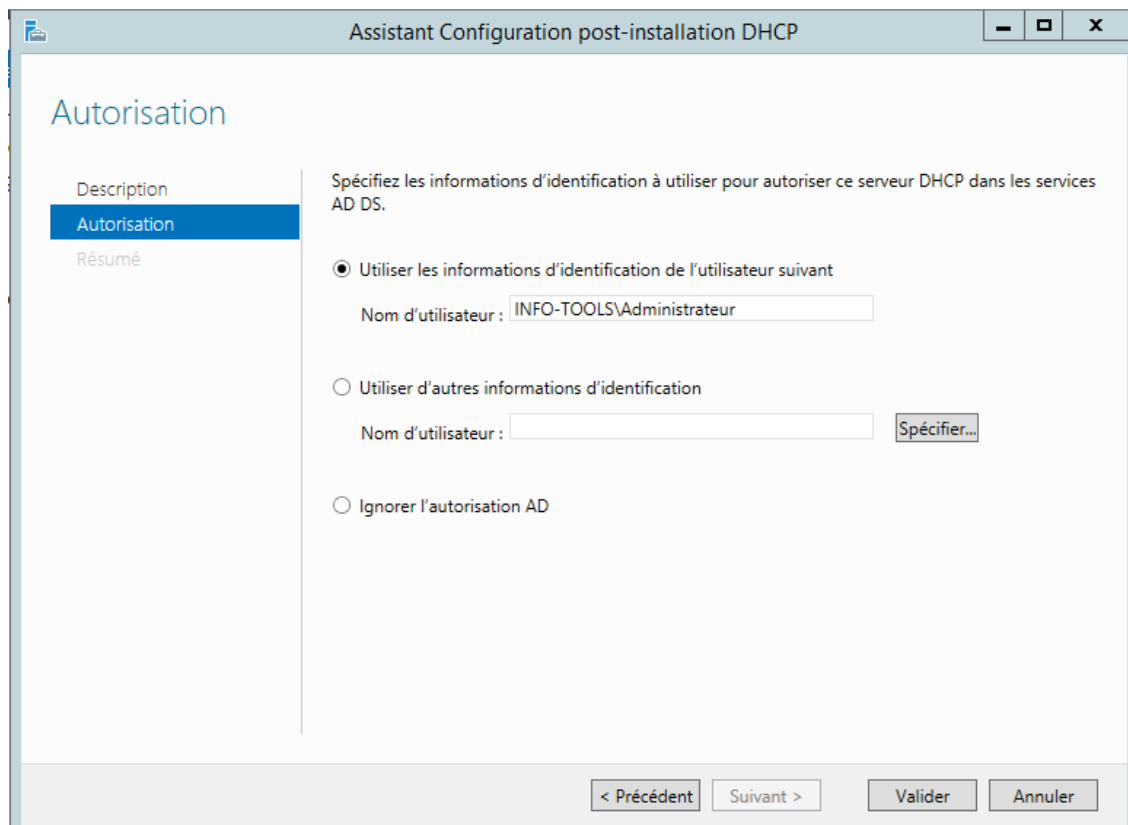 Assistant Configuration post-installation DHCP
Autorisation
Description
Autorisation
Résumé
Spécifiez les informations d'identification à utiliser pour autoriser ce serveur DHCP dans les services
AD DS.
Utiliser les informations d'identification de l'utilisateur suivant
Nom d'utilisateur : INFO-TOOLS\Administrateur
Utiliser d'autres informations d'identification
Nom d'utilisateur : Spécifier...
Ignorer l'autorisation AD
< Précédent Suivant > Valider Annuler